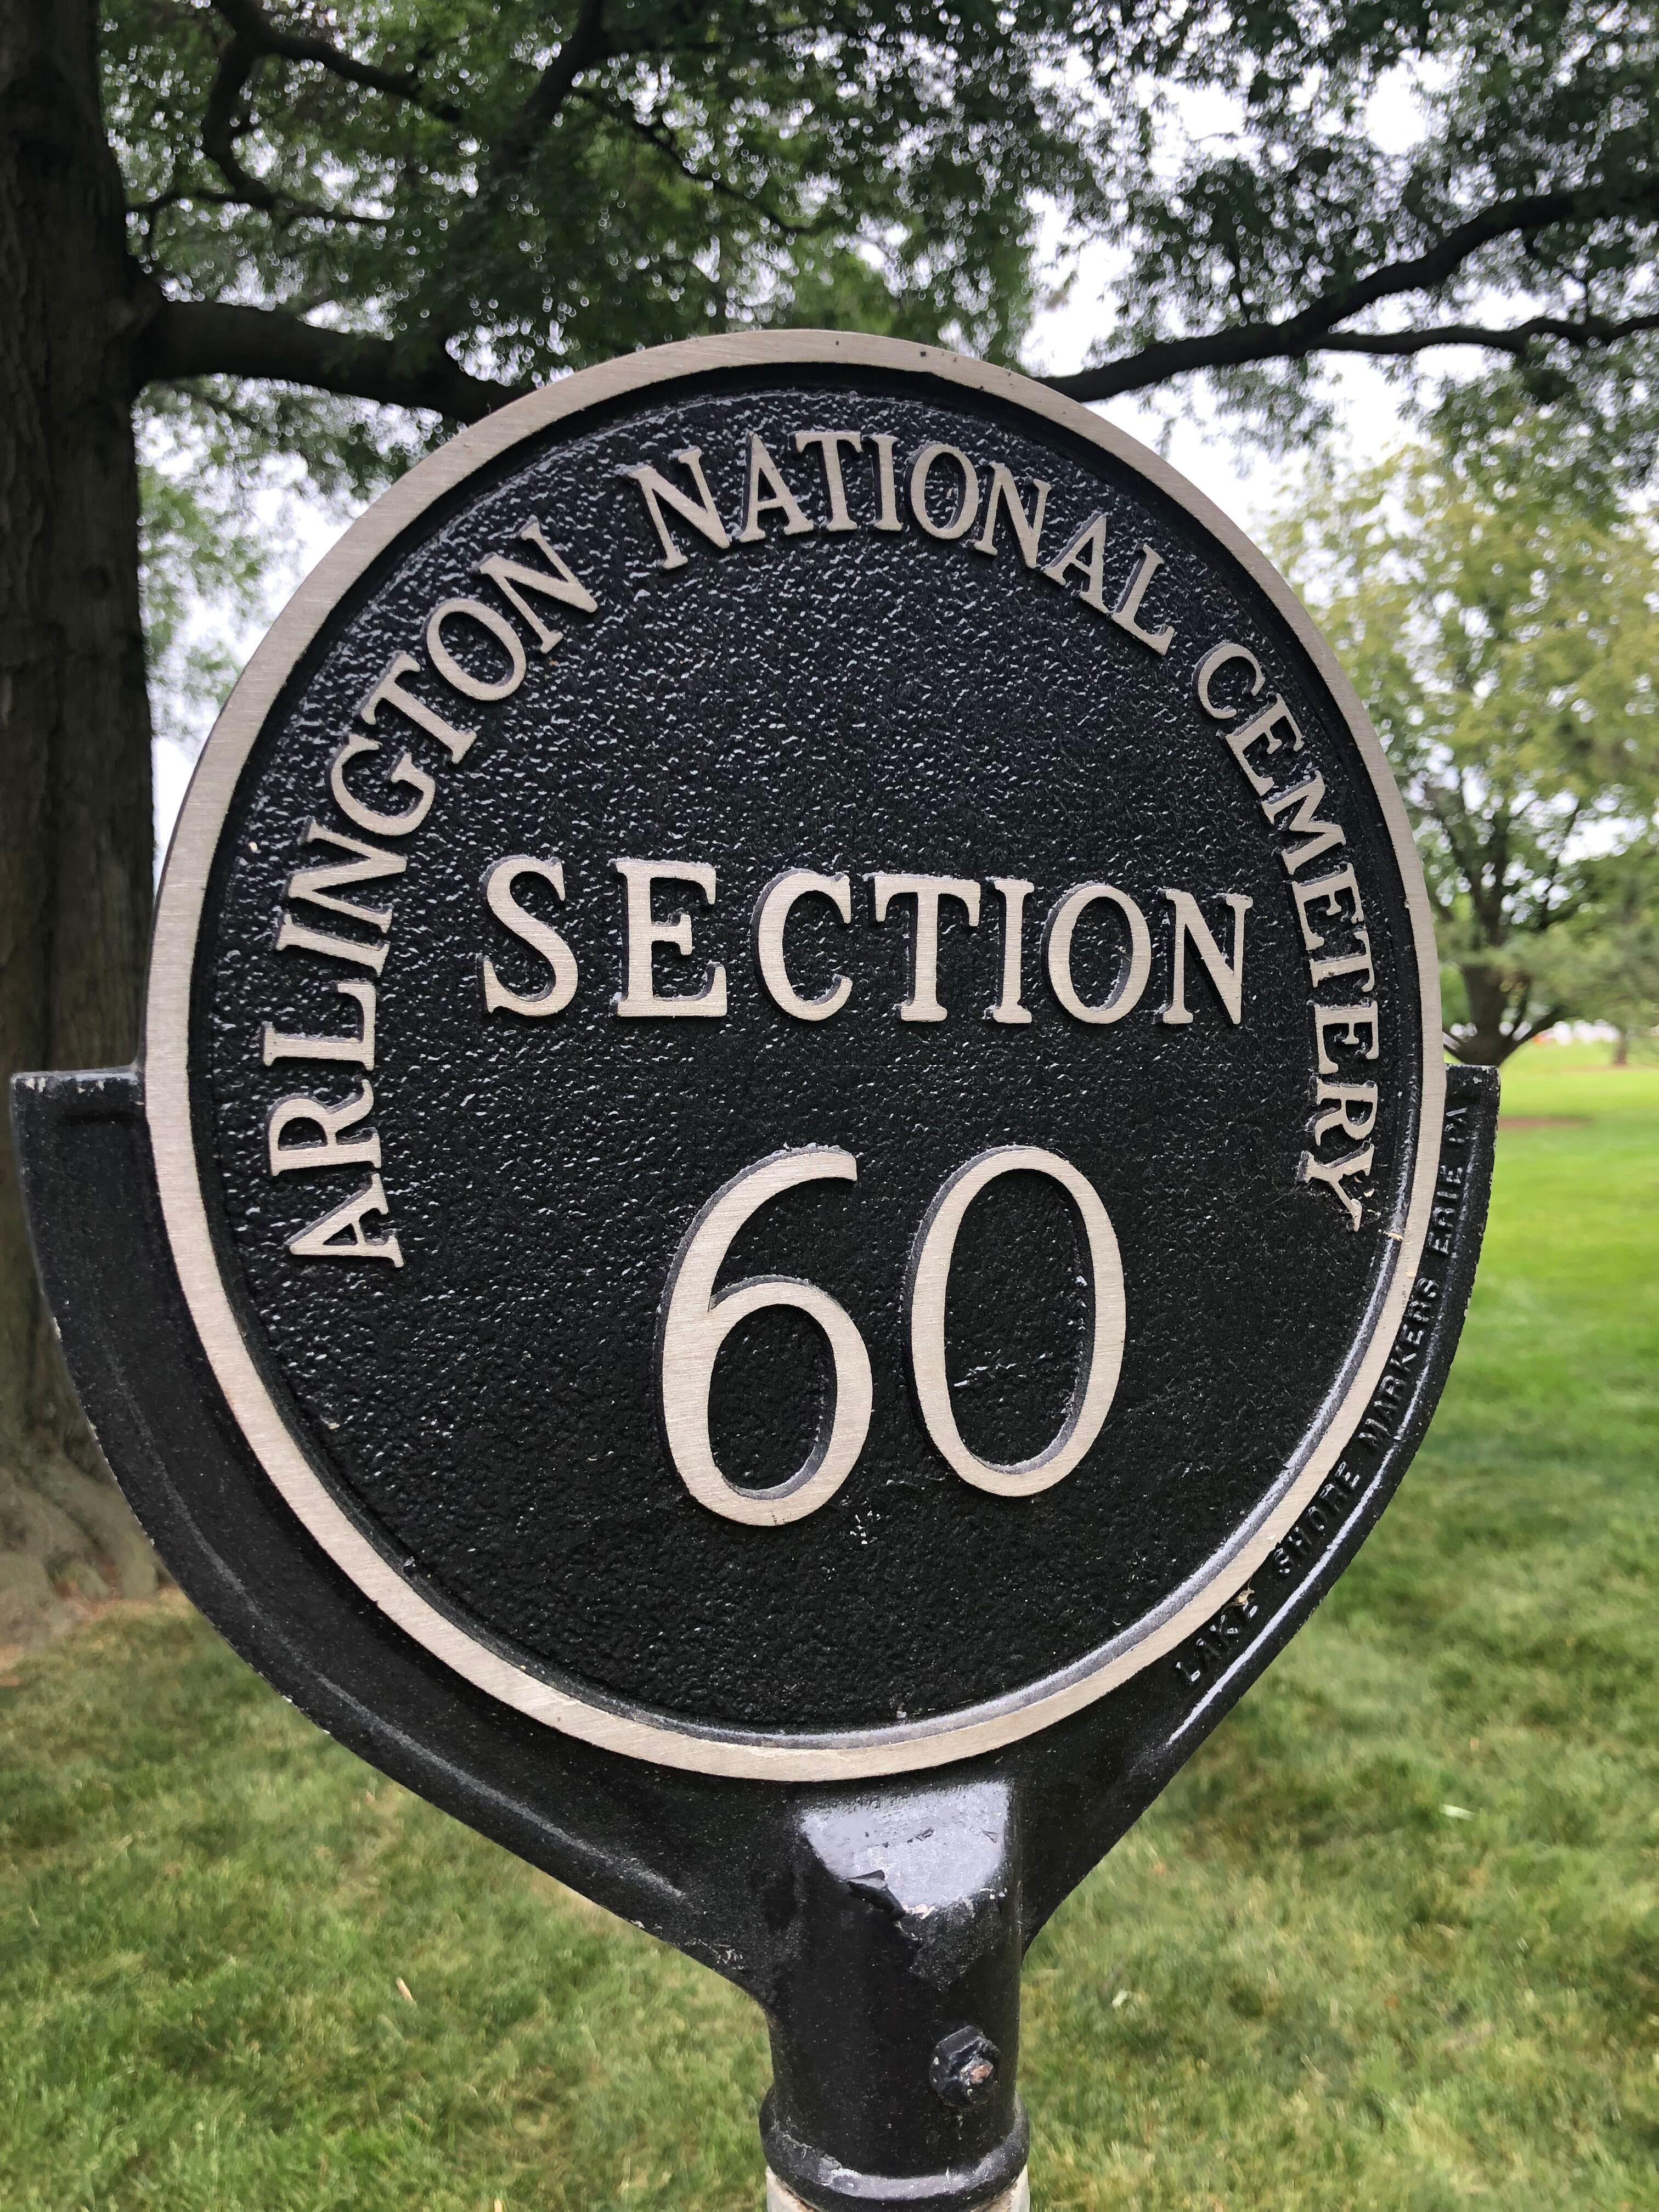 ARLINGTON NATIONAL CEMETERY
SECTION
60
LAKE SHORE MARKERS ERIE PA